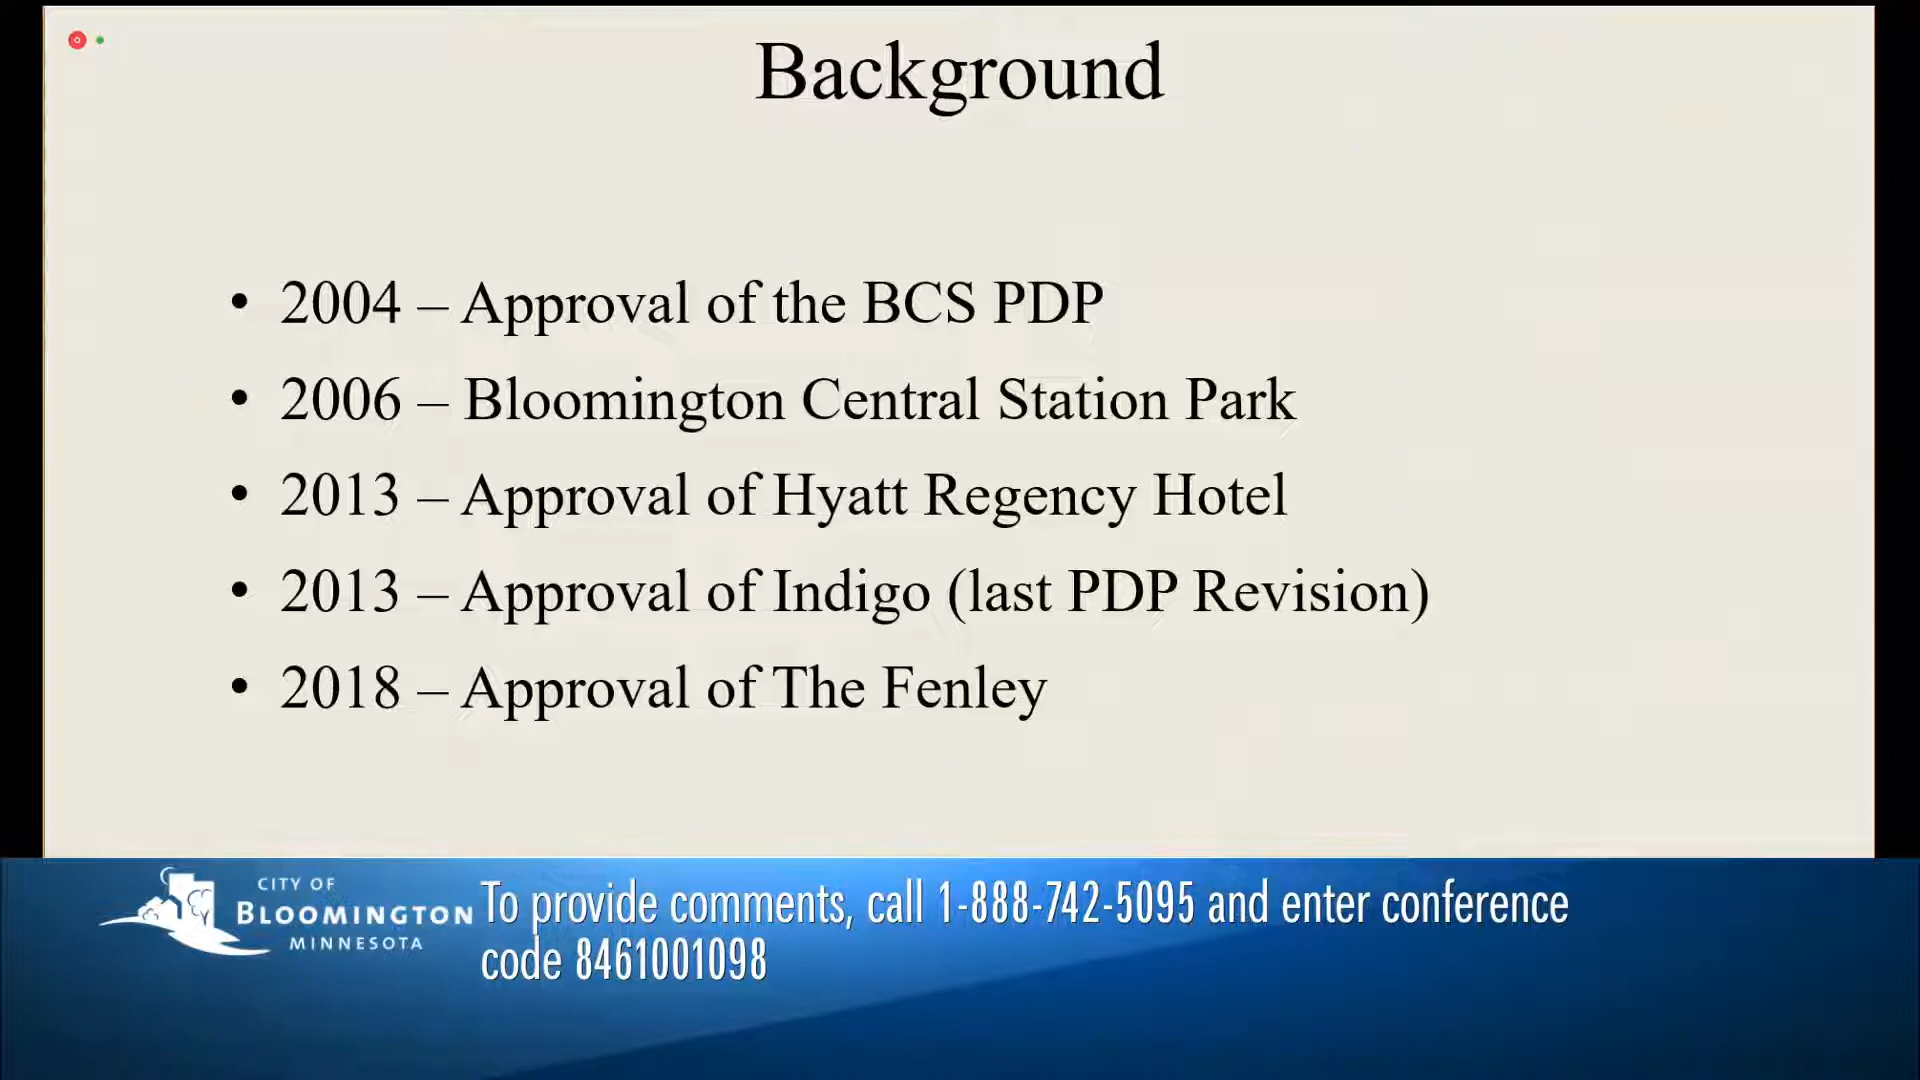 Background
• 2004 – Approval of the BCS PDP
• 2006 – Bloomington Central Station Park
• 2013 – Approval of Hyatt Regency Hotel
• 2013 – Approval of Indigo (last PDP Revision)
• 2018 – Approval of The Fenley
CITY OF
BLOOMINGTON
MINNESOTA
To provide comments, call 1-888-742-5095 and enter conference
code 8461001098